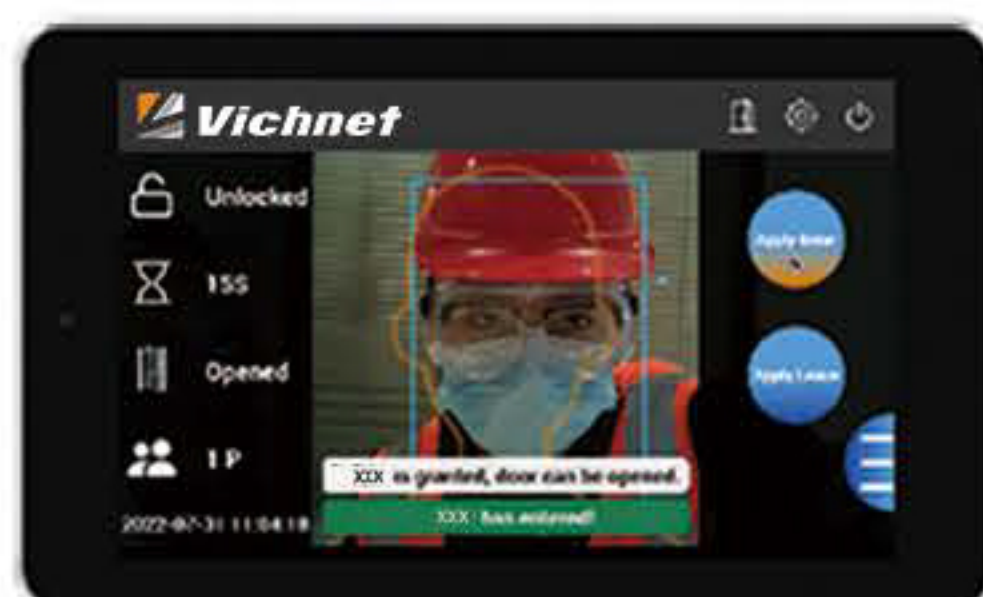 Vichnet
Unlocked
15S
Opened
1 P
2022-07-31 11:04:18
XXX is granted, door can be opened.
XXX has entered!
Apply Enter
Apply Leave